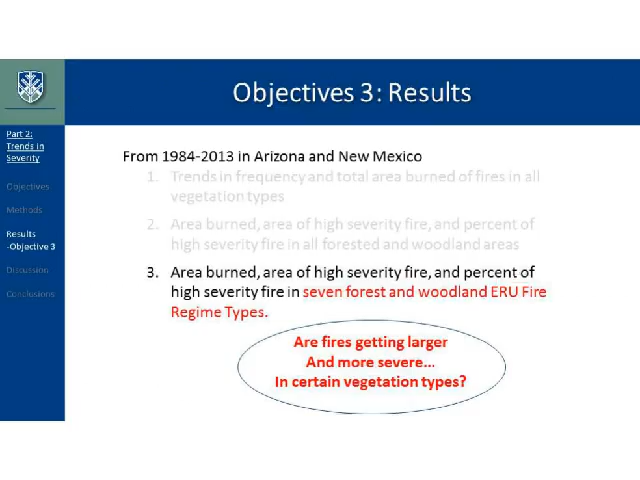 Objectives 3: Results
Part 2:
Trends in
Severity
Objectives
Methods
Results
-Objective 3
Discussion
Conclusions
From 1984-2013 in Arizona and New Mexico
1. Trends in frequency and total area burned of fires in all
vegetation types
2. Area burned, area of high severity fire, and percent of
high severity fire in all forested and woodland areas
3. Area burned, area of high severity fire, and percent of
high severity fire in seven forest and woodland ERU Fire
Regime Types.
Are fires getting larger
And more severe...
In certain vegetation types?